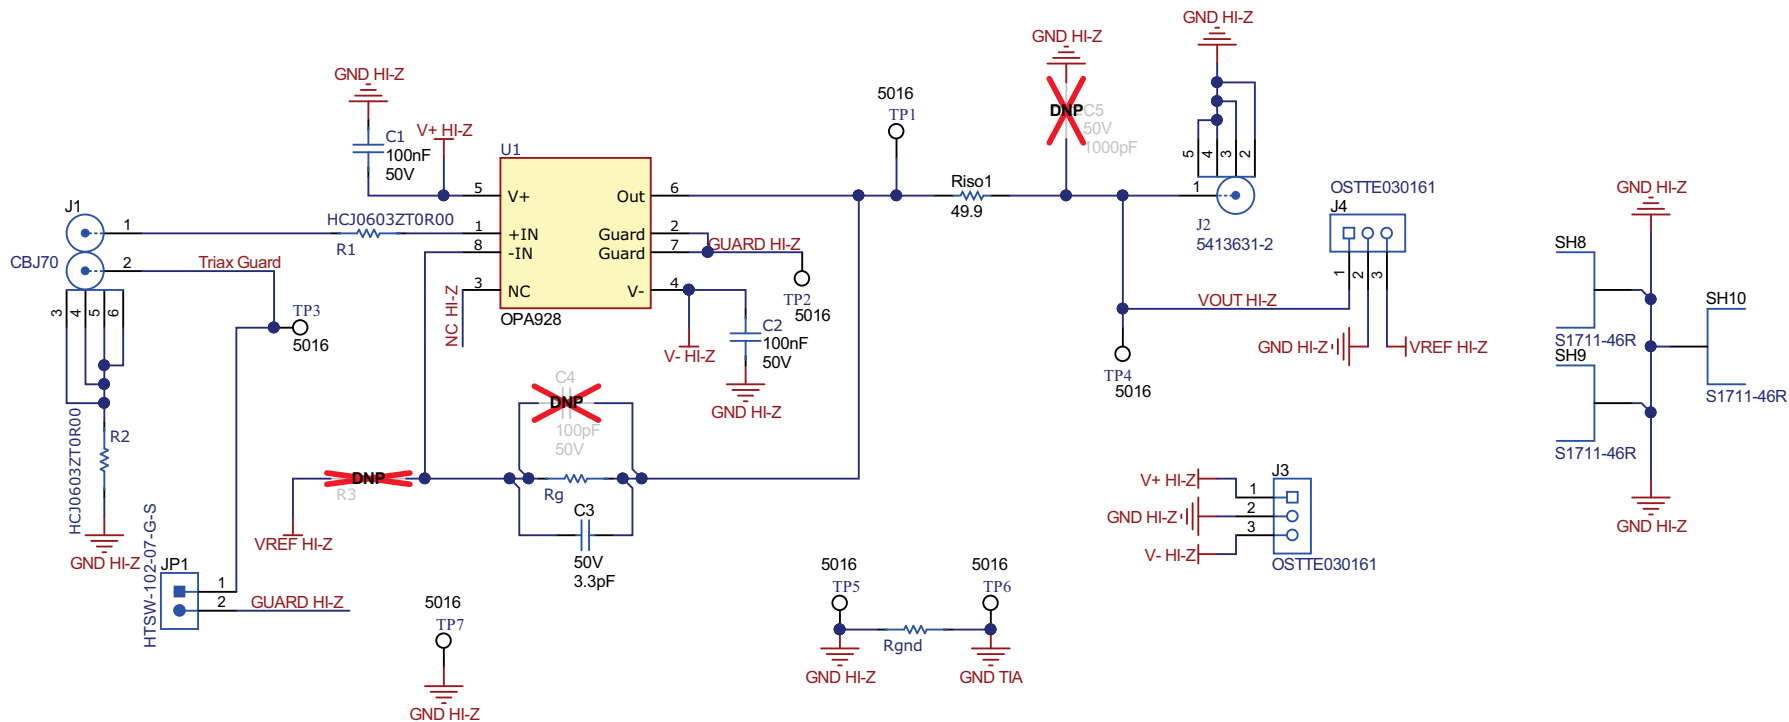 GND HI-Z
C1
100nF
50V
V+ HI-Z
U1
5
V+
Out
6
1
+IN
Guard
2
8
-IN
Guard
7
3
NC
V-
4
OPA928
NC HI-Z
J1
CBJ70
1
2
3
4
5
6
HCJ0603ZT0R00
R1
Triax Guard
TP3
5016
R2
HCJ0603ZT0R00
GND HI-Z
HTSW-102-07-G-S
JP1
1
2
GUARD HI-Z
VREF HI-Z
DNP
R3
C4
DNP
100pF
50V
Rg
C3
50V
3.3pF
5016
TP7
GND HI-Z
GUARD HI-Z
TP2
5016
C2
100nF
50V
V- HI-Z
GND HI-Z
5016
TP1
Riso1
49.9
GND HI-Z
DNP
C5
50V
1000pF
GND HI-Z
5
4
3
2
1
J2
5413631-2
OSTTE030161
J4
1
2
3
VOUT HI-Z
GND HI-Z
VREF HI-Z
TP4
5016
5016
TP5
GND HI-Z
Rgnd
5016
TP6
GND TIA
J3
V+ HI-Z
1
GND HI-Z
2
3
V- HI-Z
OSTTE030161
GND HI-Z
SH8
S1711-46R
SH9
S1711-46R
SH10
S1711-46R
GND HI-Z